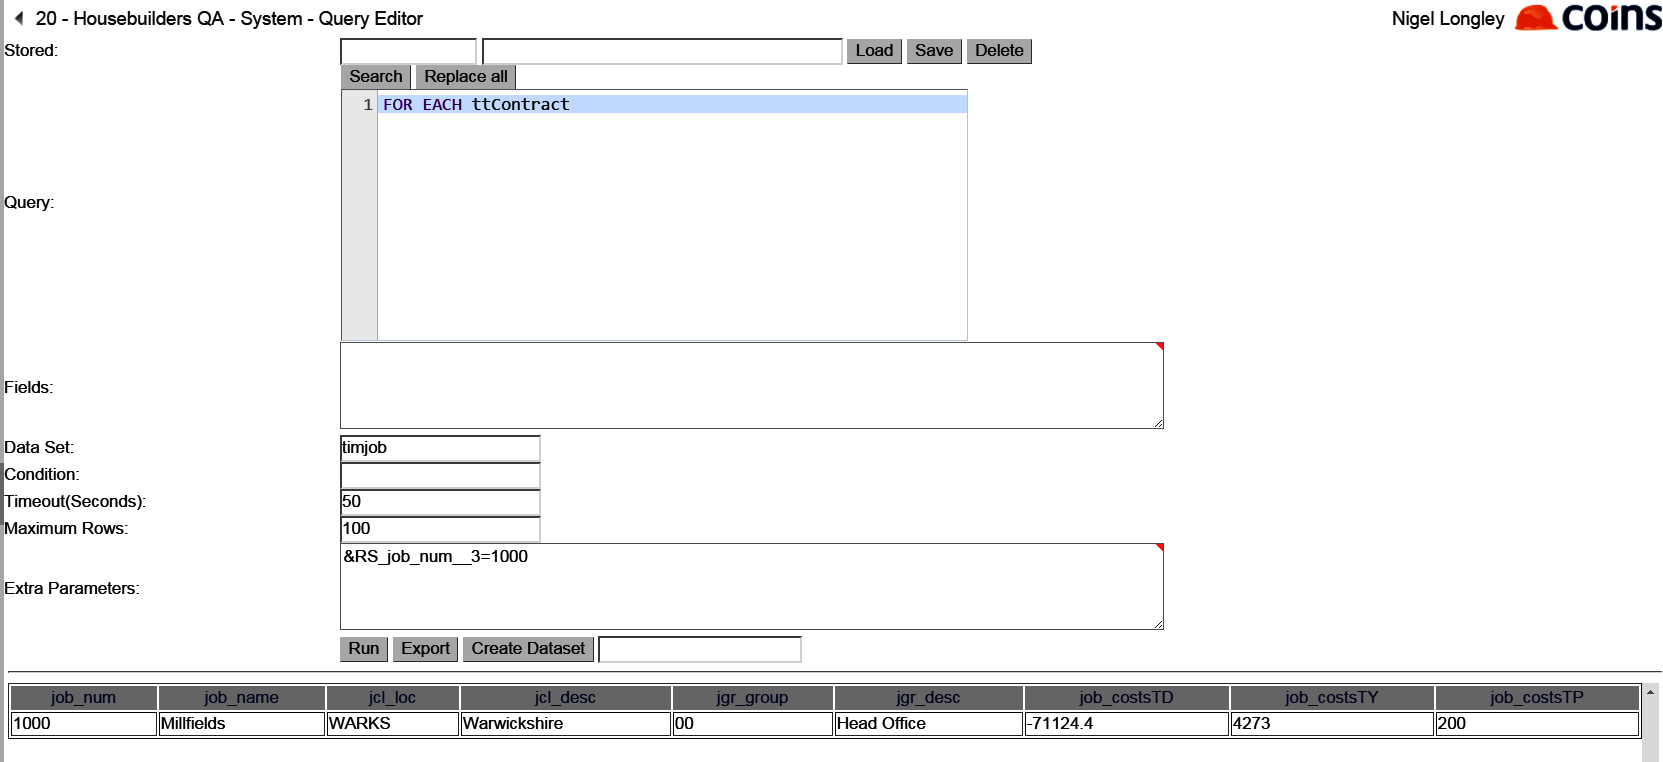 20 - Housebuilders QA - System - Query Editor
Nigel Longley coins
Stored: Load Save Delete
Search Replace all
1 FOR EACH ttContract
Query:
Fields:
Data Set: timjob
Condition:
Timeout(Seconds): 50
Maximum Rows: 100
&RS_job_num__3=1000
Extra Parameters:
Run Export Create Dataset
job_num job_name jcl_loc jcl_desc jgr_group jgr_desc job_costsTD job_costsTY job_costsTP
1000 Millfields WARKS Warwickshire 00 Head Office -71124.4 4273 200